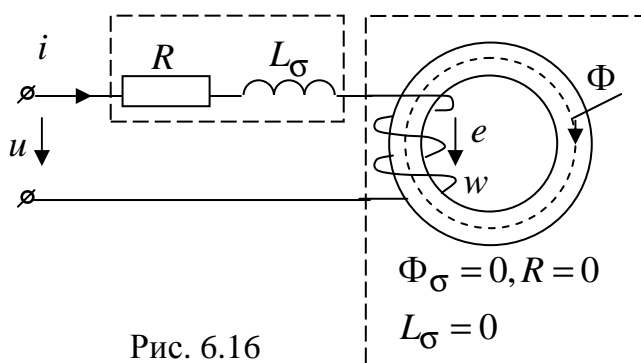 i
R
L_σ
Φ
u
e
w
Φ_σ = 0, R = 0
L_σ = 0
Рис. 6.16